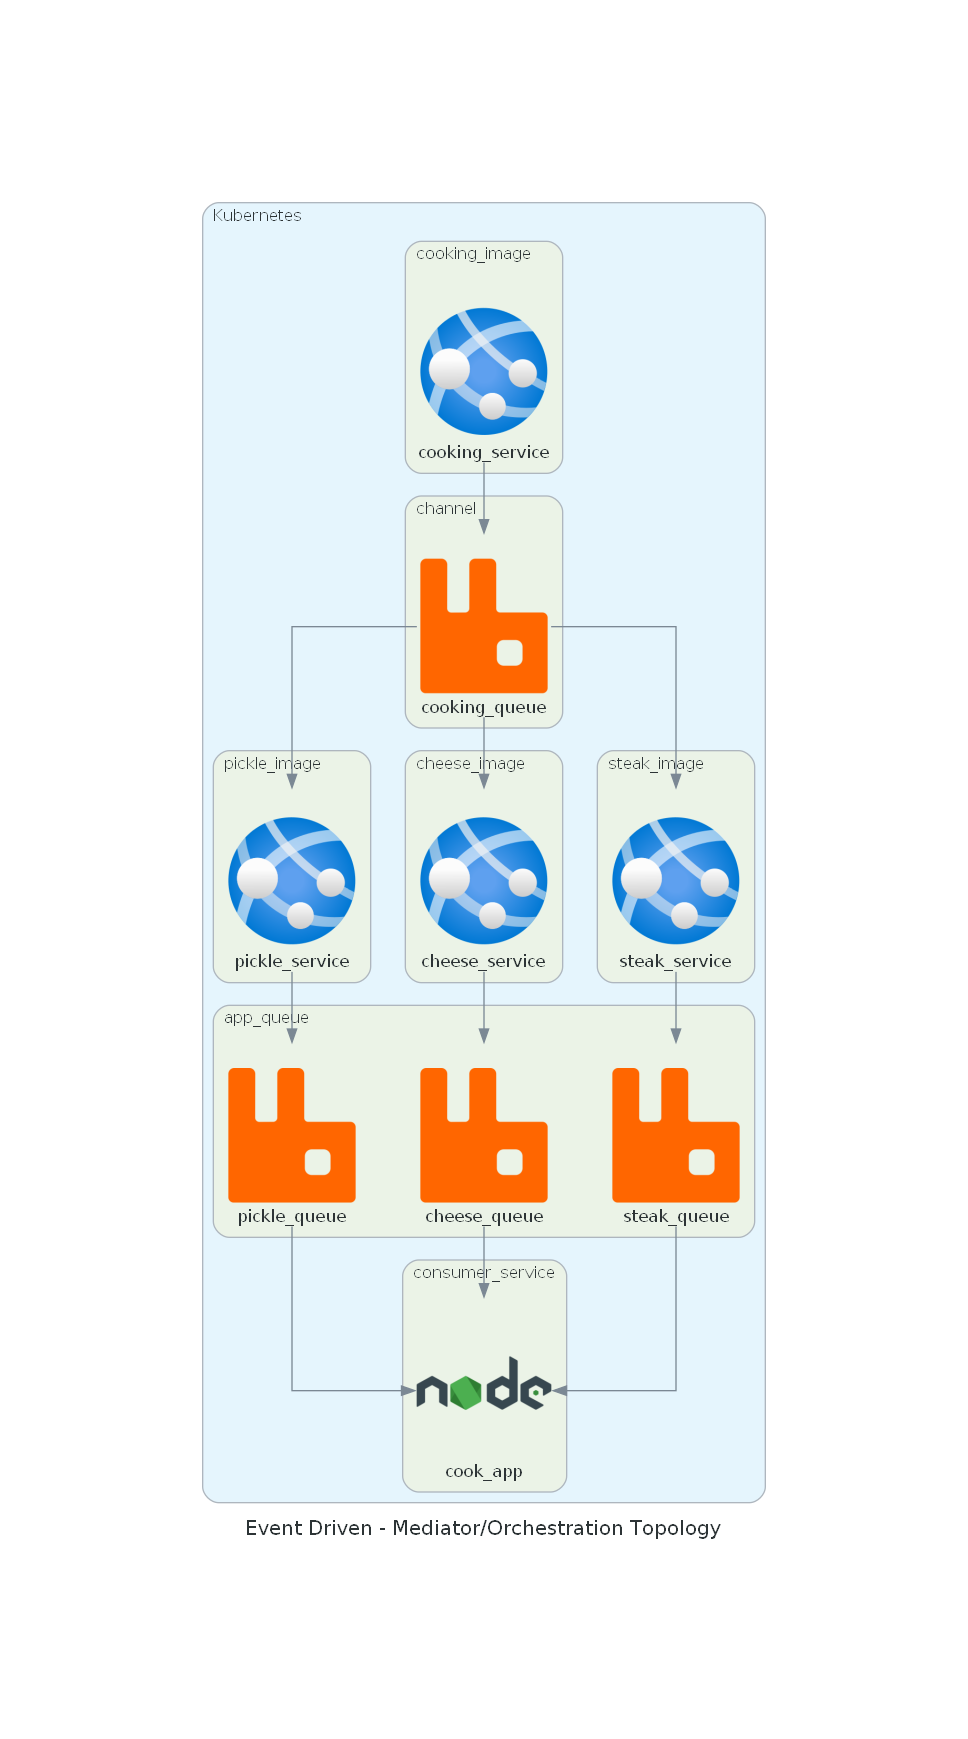 Kubernetes
cooking_image
cooking_service
channel
cooking_queue
pickle_image
cheese_image
steak_image
pickle_service
cheese_service
steak_service
app_queue
pickle_queue
cheese_queue
steak_queue
consumer_service
node
cook_app
Event Driven - Mediator/Orchestration Topology